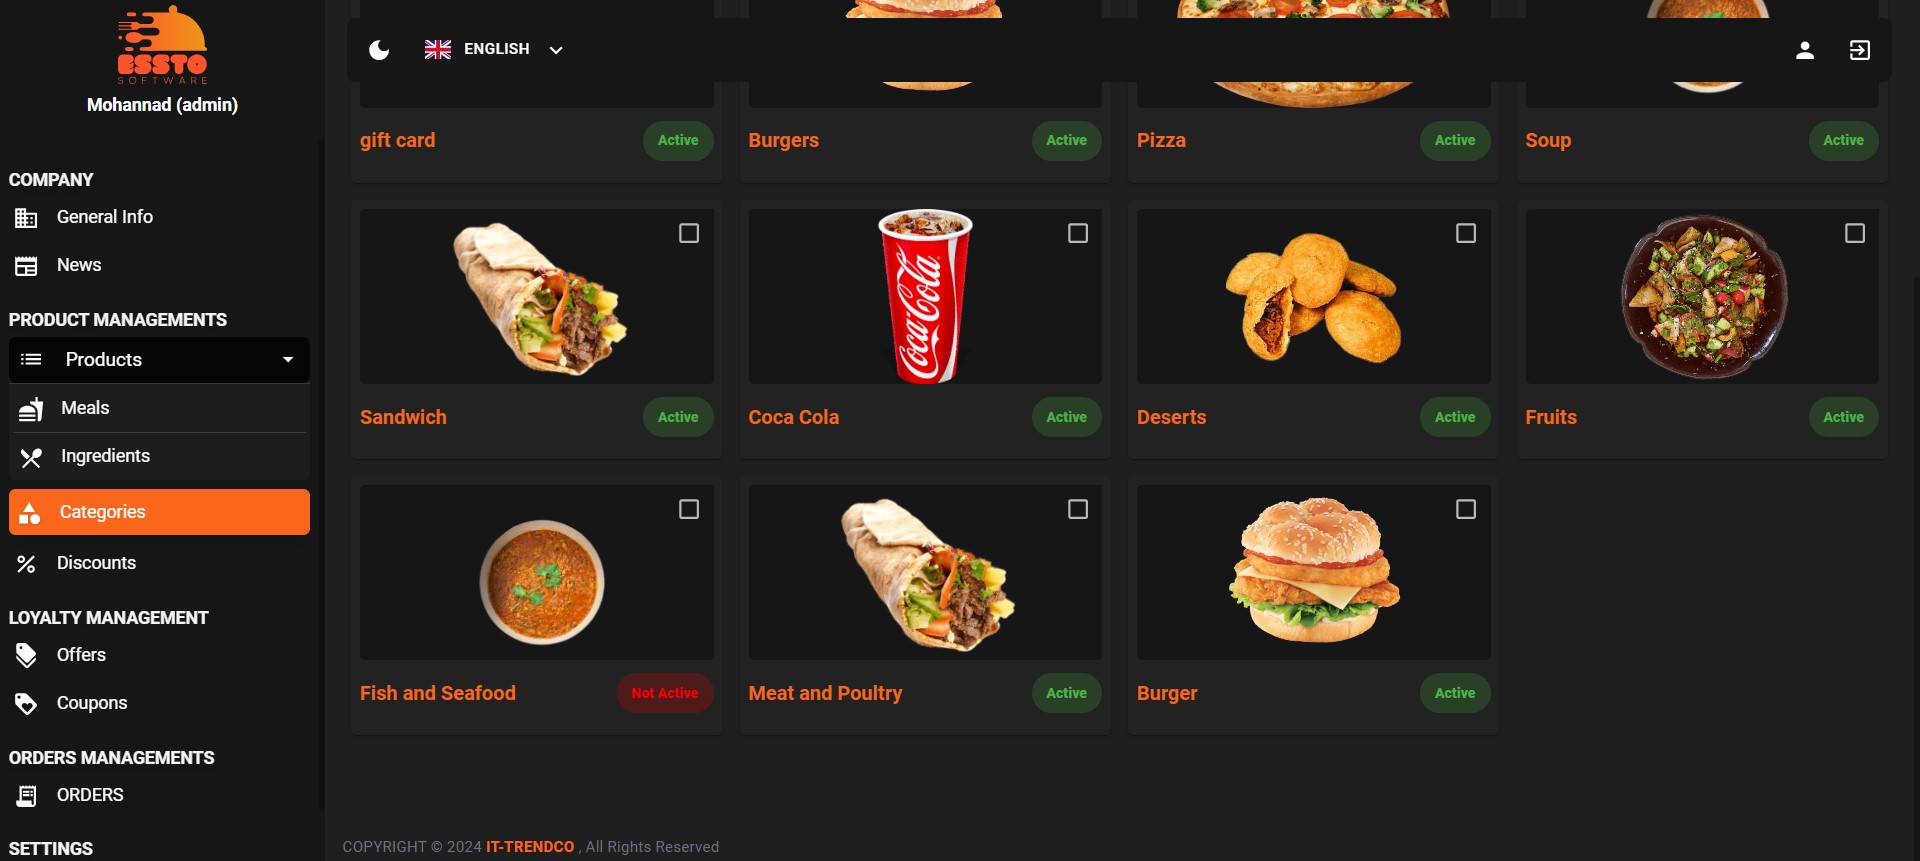 ESSTO
SOFTWARE
Mohannad (admin)
COMPANY
General Info
News
PRODUCT MANAGEMENTS
Products
Meals
Ingredients
Categories
Discounts
LOYALTY MANAGEMENT
Offers
Coupons
ORDERS MANAGEMENTS
ORDERS
SETTINGS
ENGLISH
gift card Active
Burgers Active
Pizza Active
Soup Active
Coca-Cola
Sandwich Active
Coca Cola Active
Deserts Active
Fruits Active
Fish and Seafood Not Active
Meat and Poultry Active
Burger Active
COPYRIGHT © 2024 IT-TRENDCO , All Rights Reserved